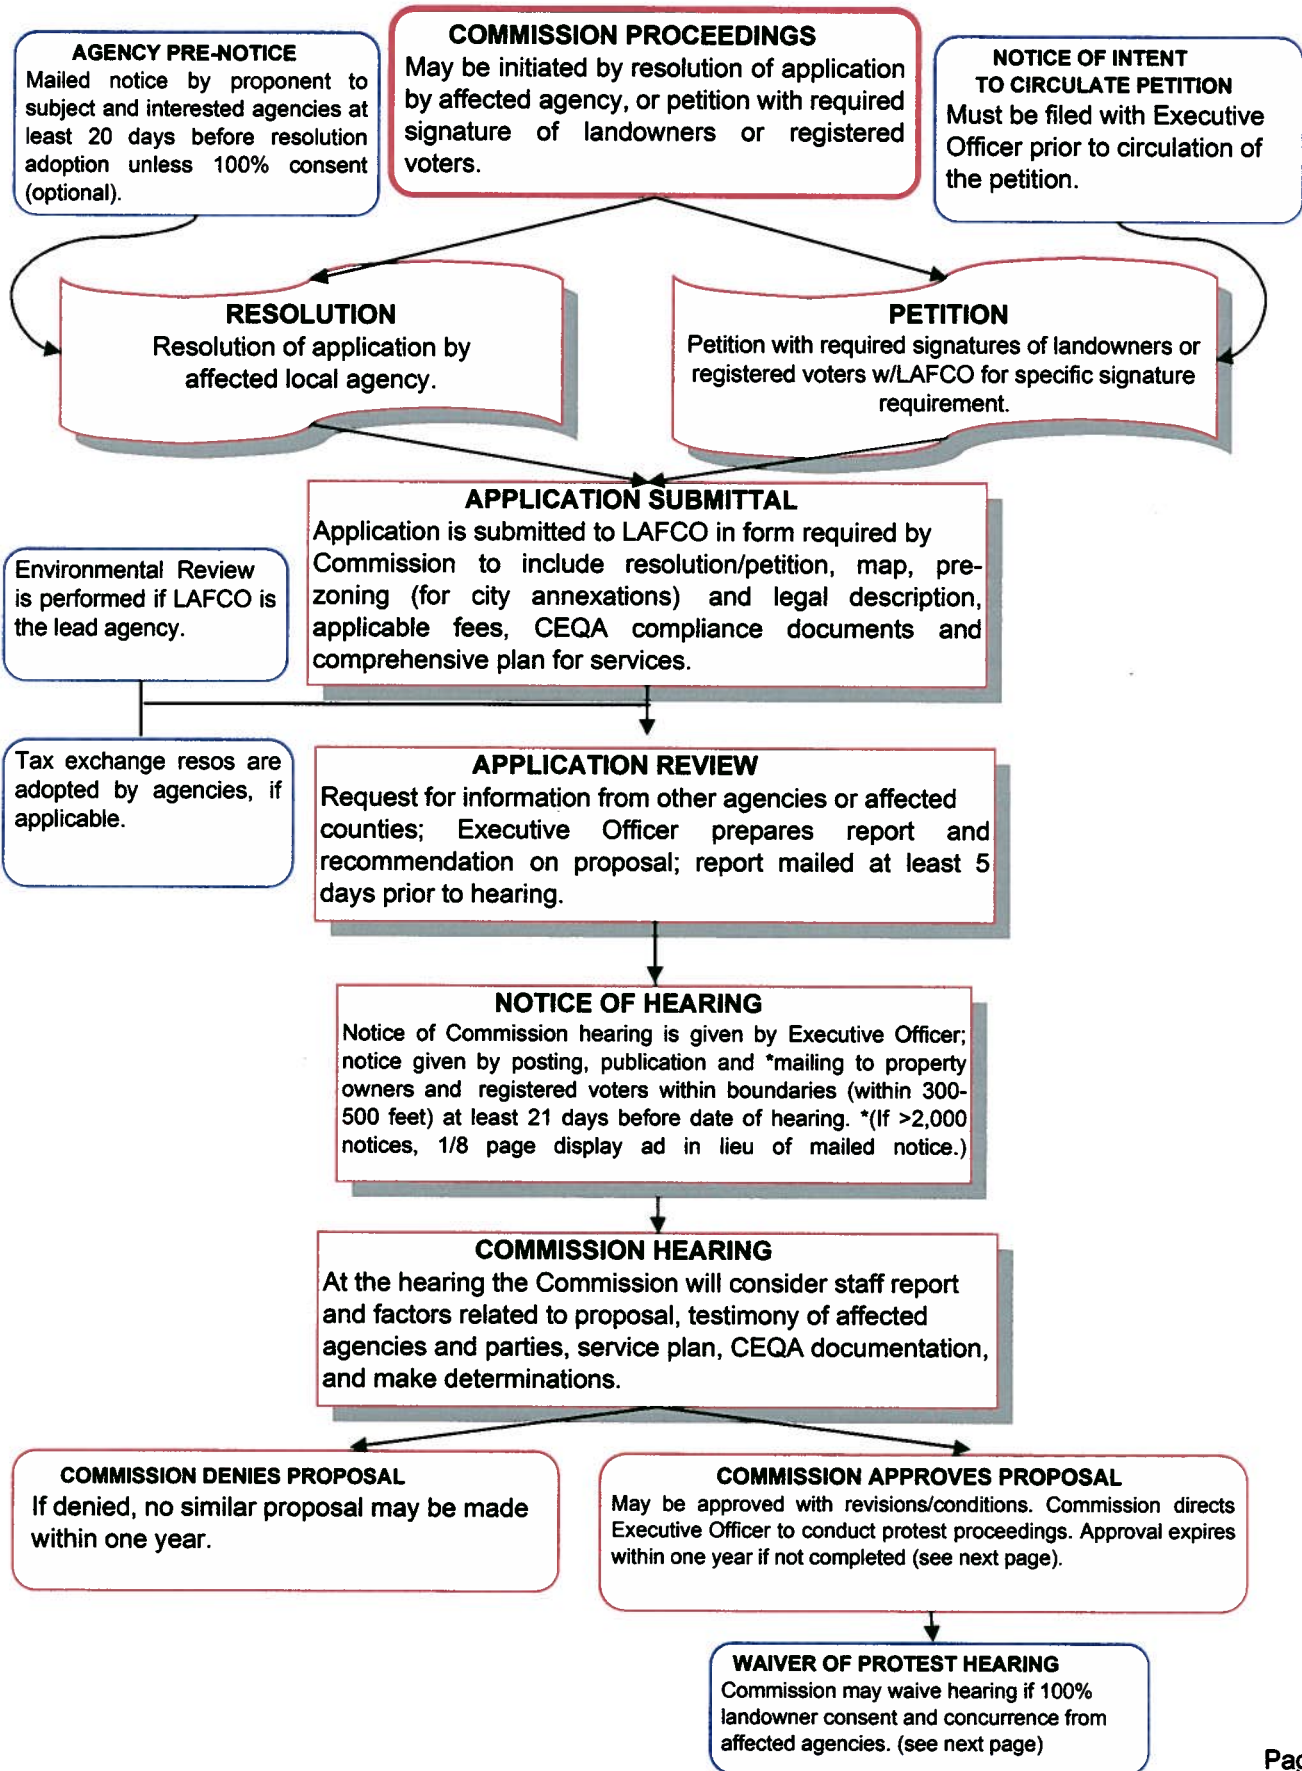 AGENCY PRE-NOTICE
Mailed notice by proponent to
subject and interested agencies at
least 20 days before resolution
adoption unless 100% consent
(optional).
COMMISSION PROCEEDINGS
May be initiated by resolution of application
by affected agency, or petition with required
signature of landowners or registered
voters.
NOTICE OF INTENT
TO CIRCULATE PETITION
Must be filed with Executive
Officer prior to circulation of
the petition.
RESOLUTION
Resolution of application by
affected local agency.
PETITION
Petition with required signatures of landowners or
registered voters w/LAFCO for specific signature
requirement.
APPLICATION SUBMITTAL
Application is submitted to LAFCO in form required by
Commission to include resolution/petition, map, pre-
zoning (for city annexations) and legal description,
applicable fees, CEQA compliance documents and
comprehensive plan for services.
Environmental Review
is performed if LAFCO is
the lead agency.
Tax exchange resos are
adopted by agencies, if
applicable.
APPLICATION REVIEW
Request for information from other agencies or affected
counties; Executive Officer prepares report and
recommendation on proposal; report mailed at least 5
days prior to hearing.
NOTICE OF HEARING
Notice of Commission hearing is given by Executive Officer;
notice given by posting, publication and *mailing to property
owners and registered voters within boundaries (within 300-
500 feet) at least 21 days before date of hearing. *(If >2,000
notices, 1/8 page display ad in lieu of mailed notice.)
COMMISSION HEARING
At the hearing the Commission will consider staff report
and factors related to proposal, testimony of affected
agencies and parties, service plan, CEQA documentation,
and make determinations.
COMMISSION DENIES PROPOSAL
If denied, no similar proposal may be made
within one year.
COMMISSION APPROVES PROPOSAL
May be approved with revisions/conditions. Commission directs
Executive Officer to conduct protest proceedings. Approval expires
within one year if not completed (see next page).
WAIVER OF PROTEST HEARING
Commission may waive hearing if 100%
landowner consent and concurrence from
affected agencies. (see next page)